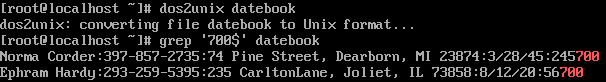 [root@localhost ~]# dos2unix datebook
dos2unix: converting file datebook to Unix format...
[root@localhost ~]# grep '700$' datebook
Norma Corder:397-857-2735:74 Pine Street, Dearborn, MI 23874:3/28/45:245700
Ephram Hardy:293-259-5395:235 CarltonLane, Joliet, IL 73858:8/12/20:56700